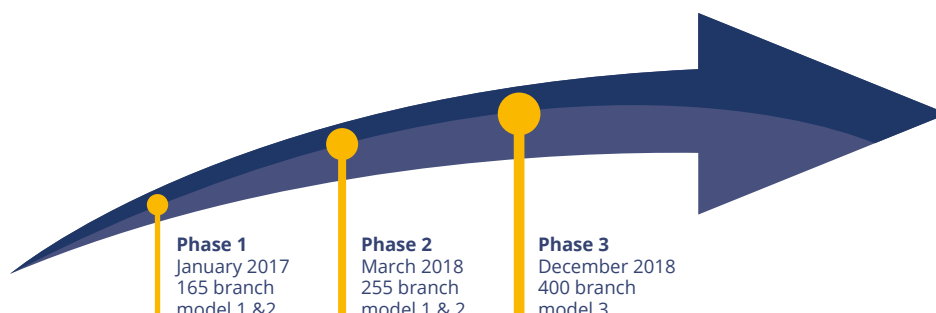 Phase 1
January 2017
165 branch
model 1 &2
Phase 2
March 2018
255 branch
model 1 & 2
Phase 3
December 2018
400 branch
model 3